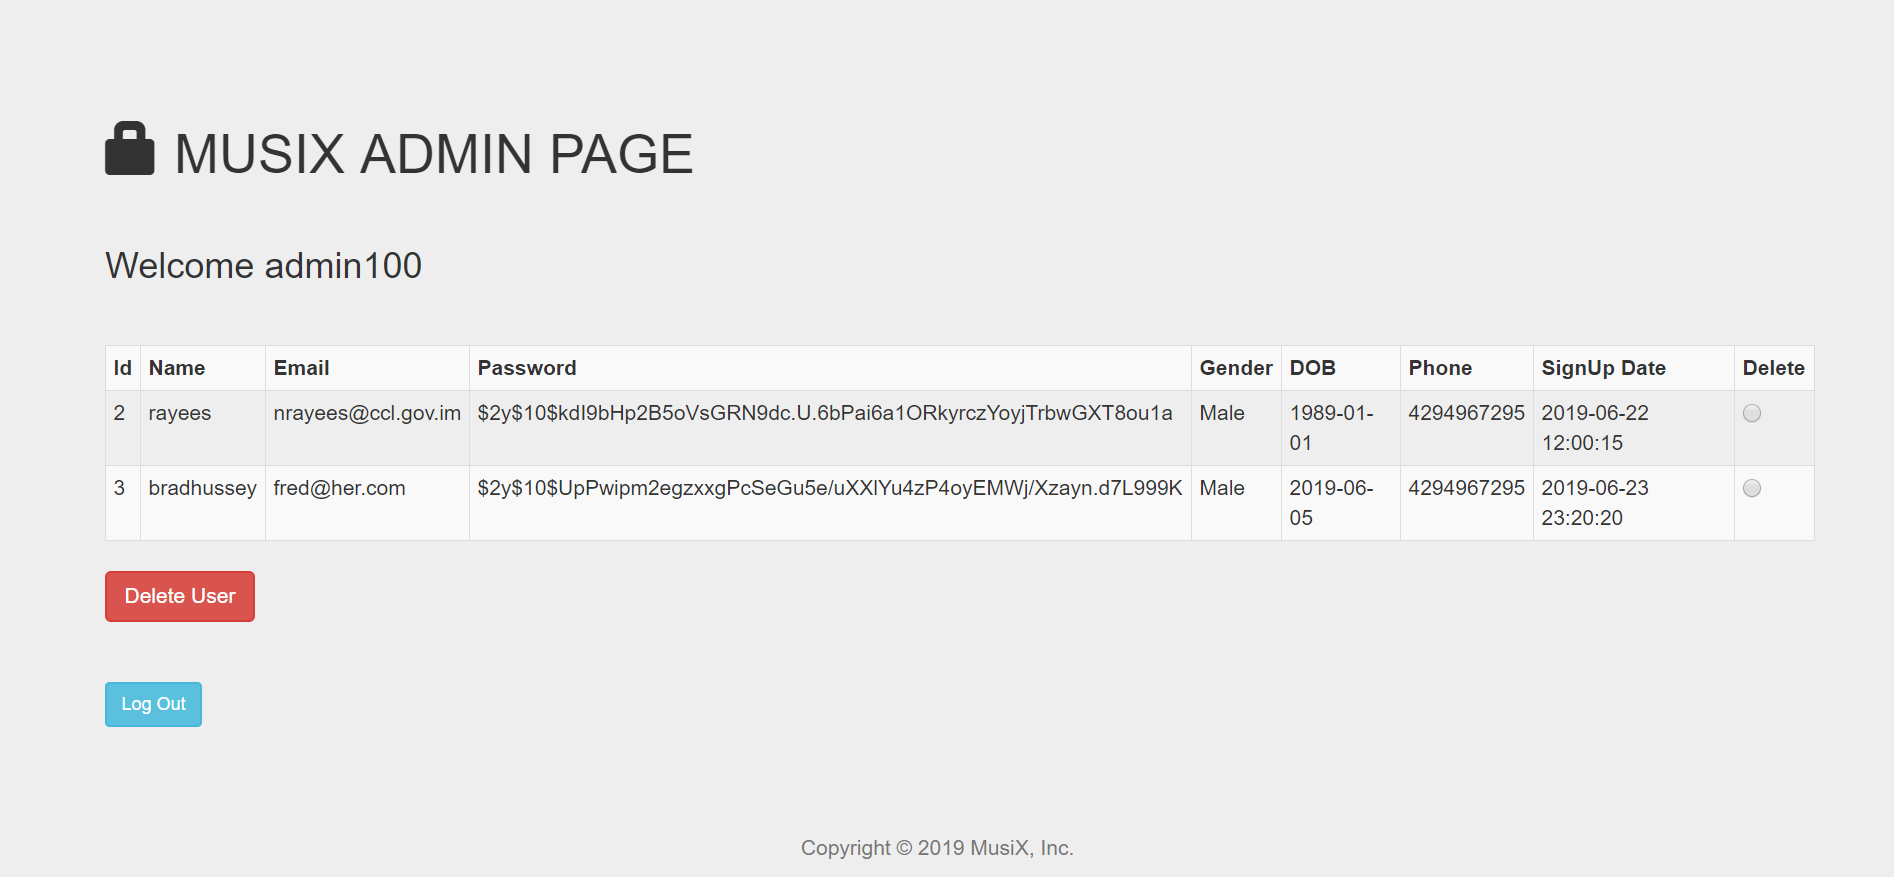 MUSIX ADMIN PAGE
Welcome admin100
Id Name Email Password Gender DOB Phone SignUp Date Delete
2 rayees nrayees@ccl.gov.im $2y$10$kdI9bHp2B5oVsGRN9dc.U.6bPai6a1ORkyrczYoyjTrbwGXT8ou1a Male 1989-01- 4294967295 2019-06-22
01 12:00:15
3 bradhussey fred@her.com $2y$10$UpPwipm2egzxxgPcSeGu5e/uXXlYu4zP4oyEMWj/Xzayn.d7L999K Male 2019-06- 4294967295 2019-06-23
05 23:20:20
Delete User
Log Out
Copyright © 2019 MusiX, Inc.